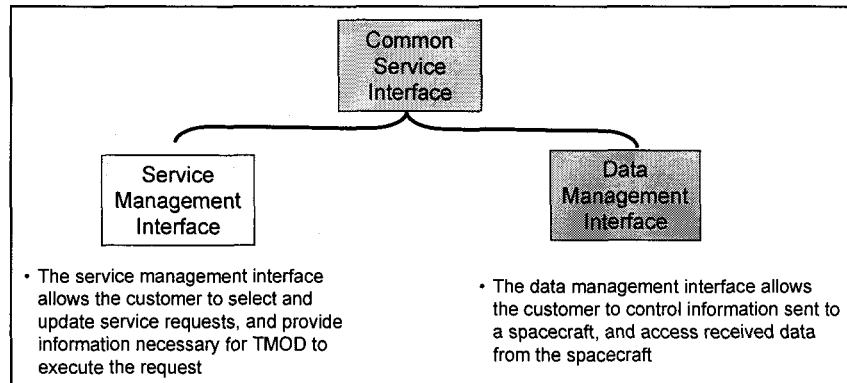 Common
Service
Interface
Service
Management
Interface
Data
Management
Interface
• The service management interface
allows the customer to select and
update service requests, and provide
information necessary for TMOD to
execute the request
• The data management interface allows
the customer to control information sent to
a spacecraft, and access received data
from the spacecraft